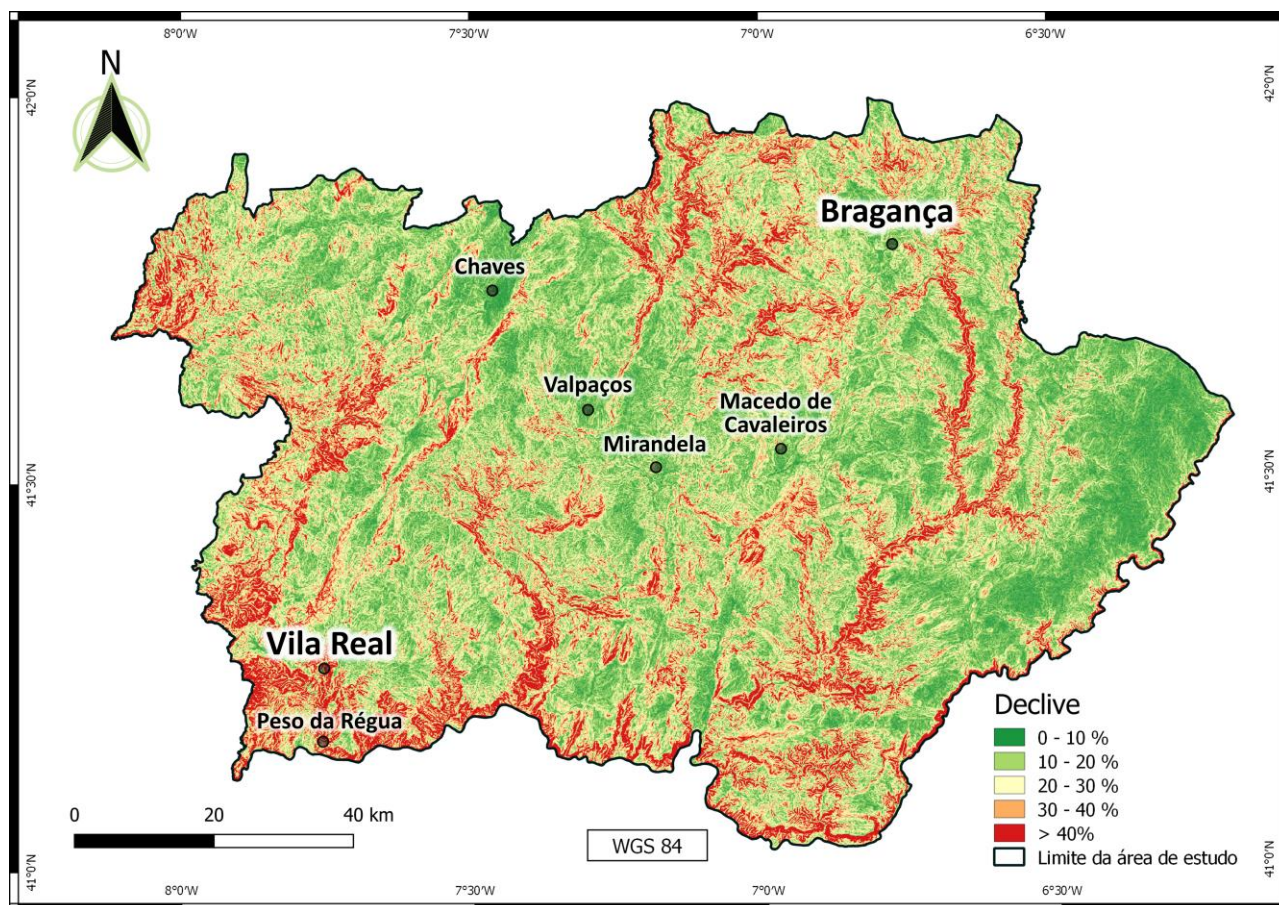 8°0'W 7°30'W 7°0'W 6°30'W
N
42°0'N 42°0'N
Bragança
Chaves
Valpaços
Macedo de
Cavaleiros
Mirandela
41°30'N 41°30'N
Vila Real
Peso da Régua
Declive
0 - 10 %
10 - 20 %
20 - 30 %
30 - 40 %
> 40%
Limite da área de estudo
0 20 40 km
WGS 84
41°0'N 41°0'N
8°0'W 7°30'W 7°0'W 6°30'W